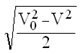 √((V₀² − V²)/2)